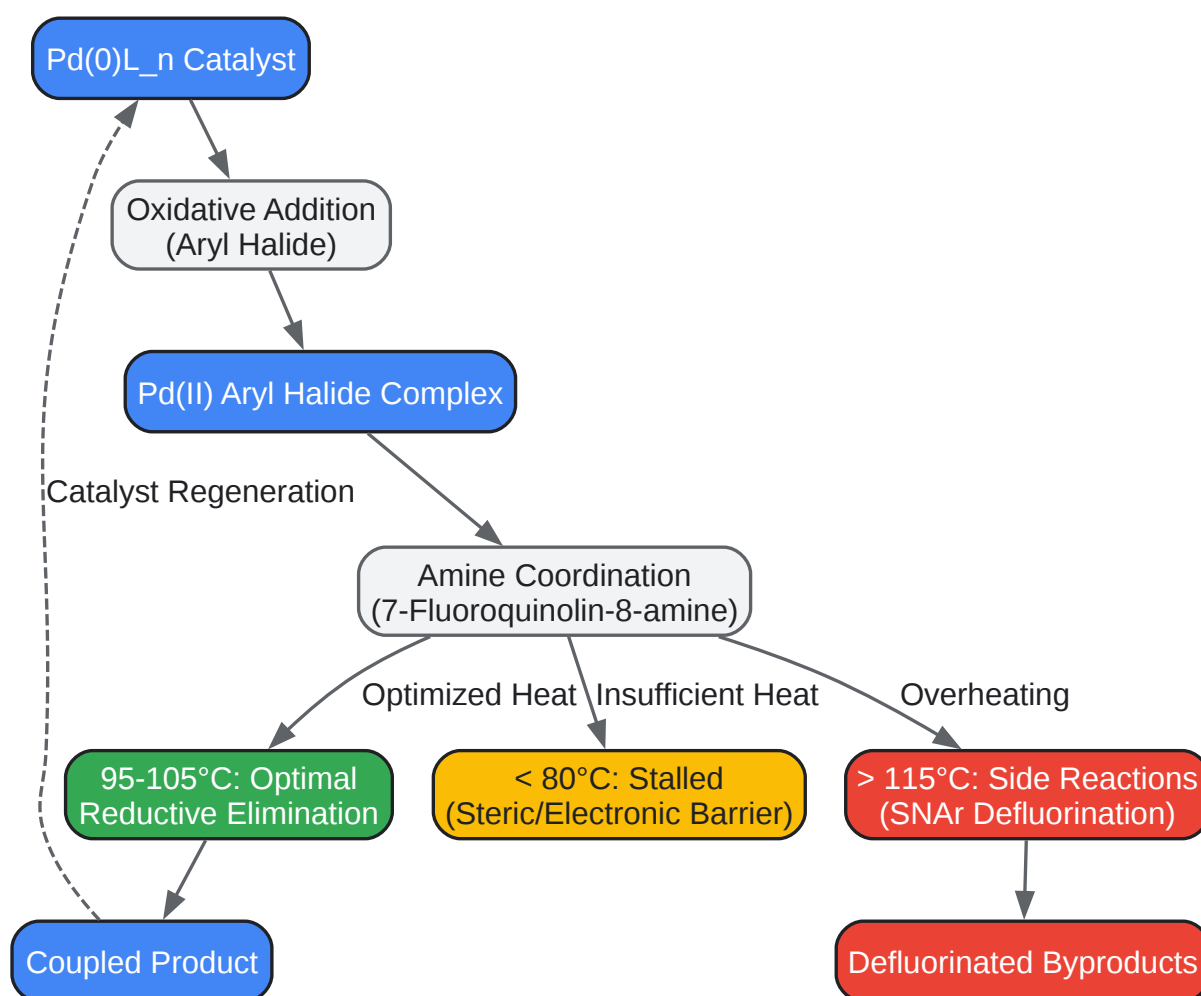 Pd(0)L_n Catalyst
Oxidative Addition
(Aryl Halide)
Pd(II) Aryl Halide Complex
Catalyst Regeneration
Amine Coordination
(7-Fluoroquinolin-8-amine)
Optimized Heat
Insufficient Heat
Overheating
95-105°C: Optimal
Reductive Elimination
< 80°C: Stalled
(Steric/Electronic Barrier)
> 115°C: Side Reactions
(SNAr Defluorination)
Coupled Product
Defluorinated Byproducts